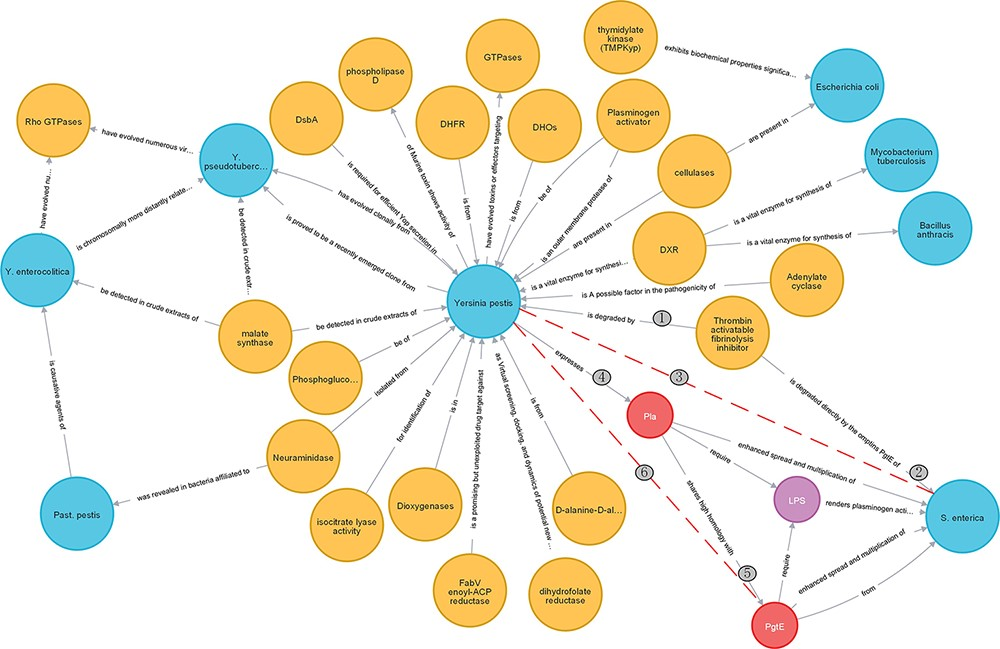 thymidylate
kinase
(TMPKyp)
exhibits biochemical properties significa...
Escherichia coli
GTPases
phospholipase
D
DsbA
DHFR
DHOs
Plasminogen
activator
cellulases
are present in
Mycobacterium
tuberculosis
Bacillus
anthracis
Rho GTPases
have evolved numerous vir...
Y.
pseudotuberc...
have evolved nu...
is chromosomally more distantly relate...
Y. enterocolitica
be detected in crude extr...
is required for efficient Yop secretion in
of Murine toxin shows activity of
is from
have evolved toxins or effectors targeting
is from
be of
is an outer membrane protease of
are present in
has evolved clonally from
is proved to be a recently emerged clone from
DXR
is a vital enzyme for synthesis of
is a vital enzyme for synthesis of
is a vital enzyme for synthesi...
Yersinia pestis
Adenylate
cyclase
is A possible factor in the pathogenicity of
is degraded by
1
Thrombin
activatable
fibrinolysis
inhibitor
be detected in crude extracts of
malate
synthase
be detected in crude extracts of
Phosphogluco...
be of
isolated from
is causative agents of
for identification of
is in
is a promising but unexploited drug target against
as Virtual screening, docking, and dynamics of potential new ...
is from
expresses
4
3
is degraded directly by the omptins PgtE of
2
Pla
enhanced spread and multiplication of
require
6
shares high homology with
Neuraminidase
was revealed in bacteria affiliated to
Past. pestis
isocitrate lyase
activity
Dioxygenases
D-alanine-D-al...
LPS
renders plasminogen acti...
S. enterica
5
require
enhanced spread and multiplication of
from
PgtE
FabV
enoyl-ACP
reductase
dihydrofolate
reductase